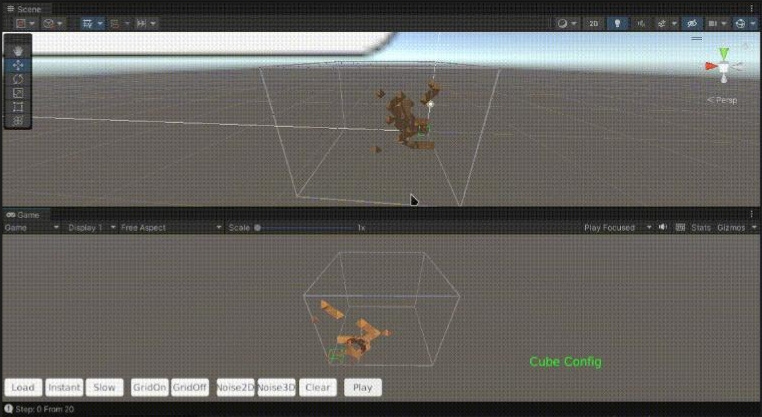 Scene
2D
Persp
Game
Game Display 1 Free Aspect Scale 1x Play Focused Stats Gizmos
Cube Config
Load Instant Slow GridOn GridOff Noise2D Noise3D Clear Play
Step: 0 From 20